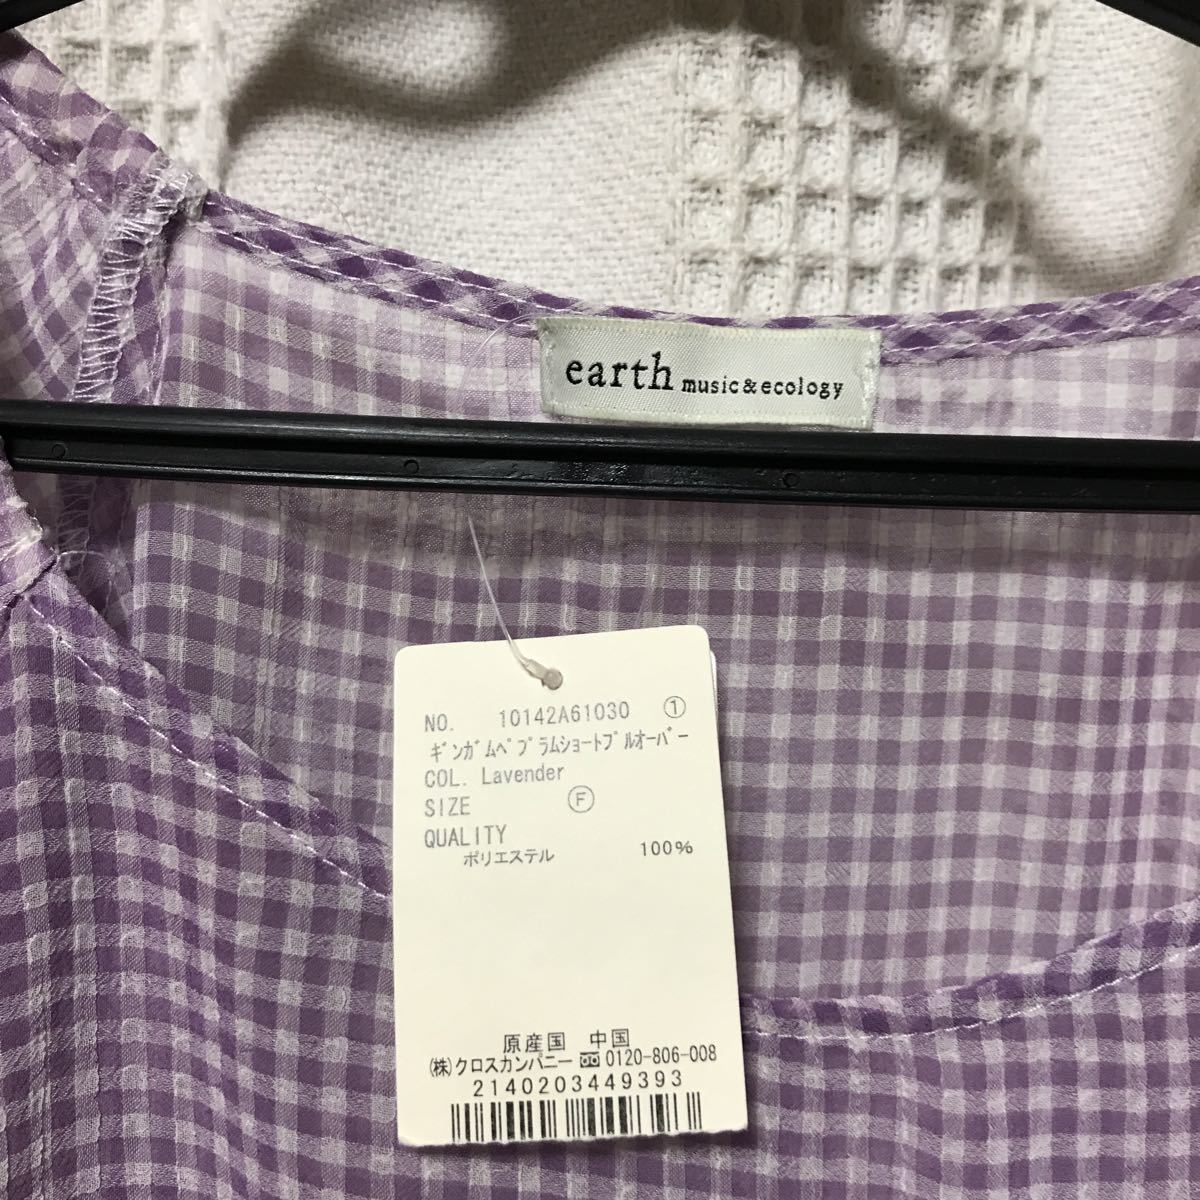 earth music&ecology
NO. 10142A61030 ①
ギンガムペプラムショートプルオーバー
COL. Lavender
SIZE Ⓕ
QUALITY
ポリエステル 100%
原産国 中国
(株)クロスカンパニー 0120-806-008
2140203449393